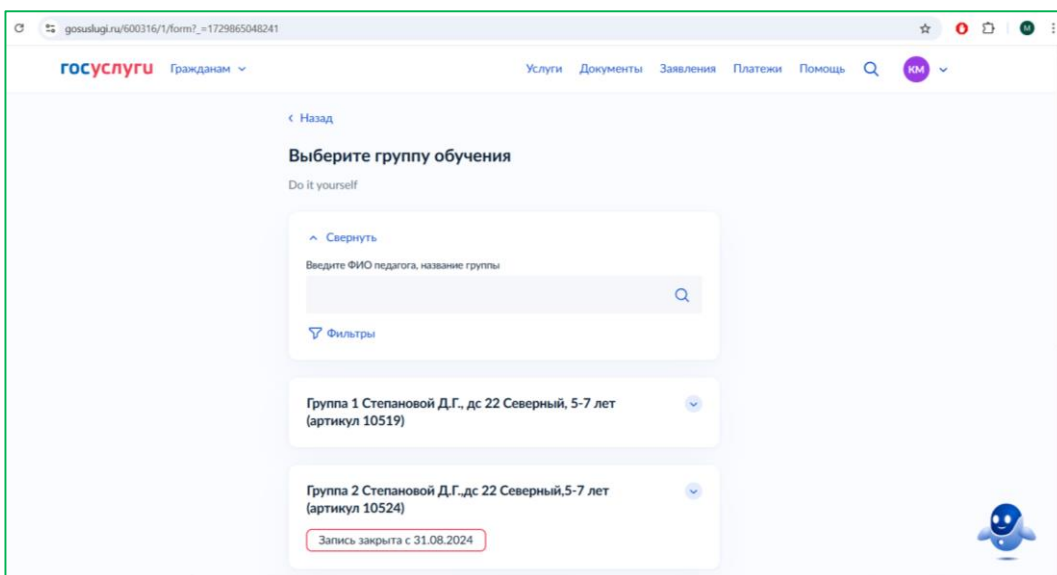 gosuslugi.ru/600316/1/form?_=1729865048241
М
госуслуги Гражданам Услуги Документы Заявления Платежи Помощь КМ
Назад
Выберите группу обучения
Do it yourself
Свернуть
Введите ФИО педагога, название группы
Фильтры
Группа 1 Степановой Д.Г., дс 22 Северный, 5-7 лет
(артикул 10519)
Группа 2 Степановой Д.Г.,дс 22 Северный,5-7 лет
(артикул 10524)
Запись закрыта с 31.08.2024